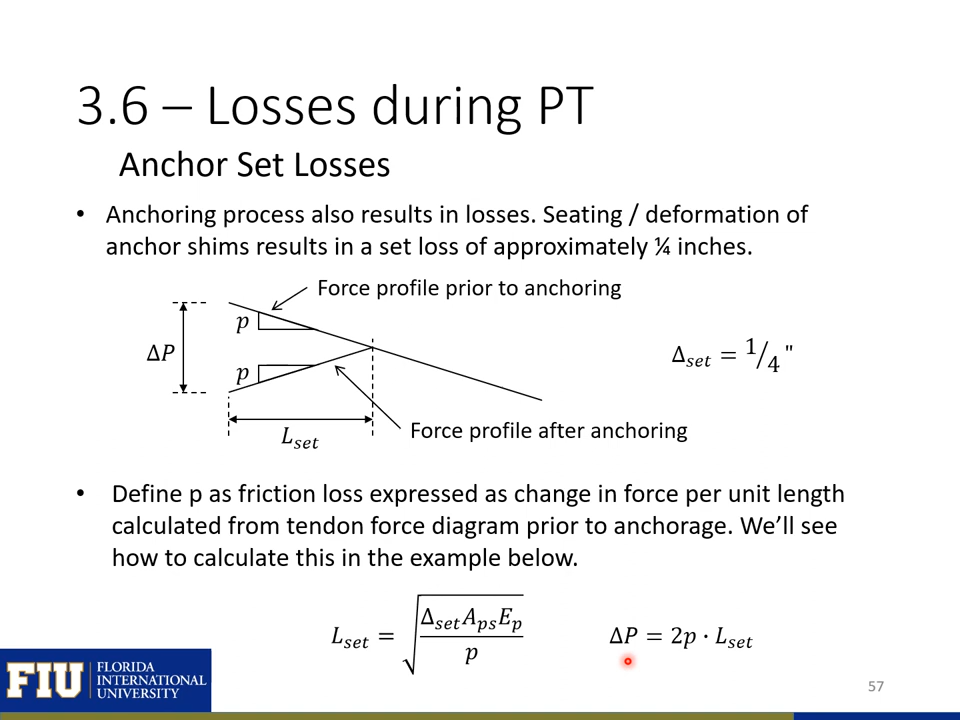 3.6 – Losses during PT
Anchor Set Losses
• Anchoring process also results in losses. Seating / deformation of
anchor shims results in a set loss of approximately ¼ inches.
Force profile prior to anchoring
p
ΔP
p
Δset = 1/4 "
Lset
Force profile after anchoring
• Define p as friction loss expressed as change in force per unit length
calculated from tendon force diagram prior to anchorage. We’ll see
how to calculate this in the example below.
Lset = √(Δset Aps Ep / p)
ΔP = 2p · Lset
FIU
FLORIDA
INTERNATIONAL
UNIVERSITY
57